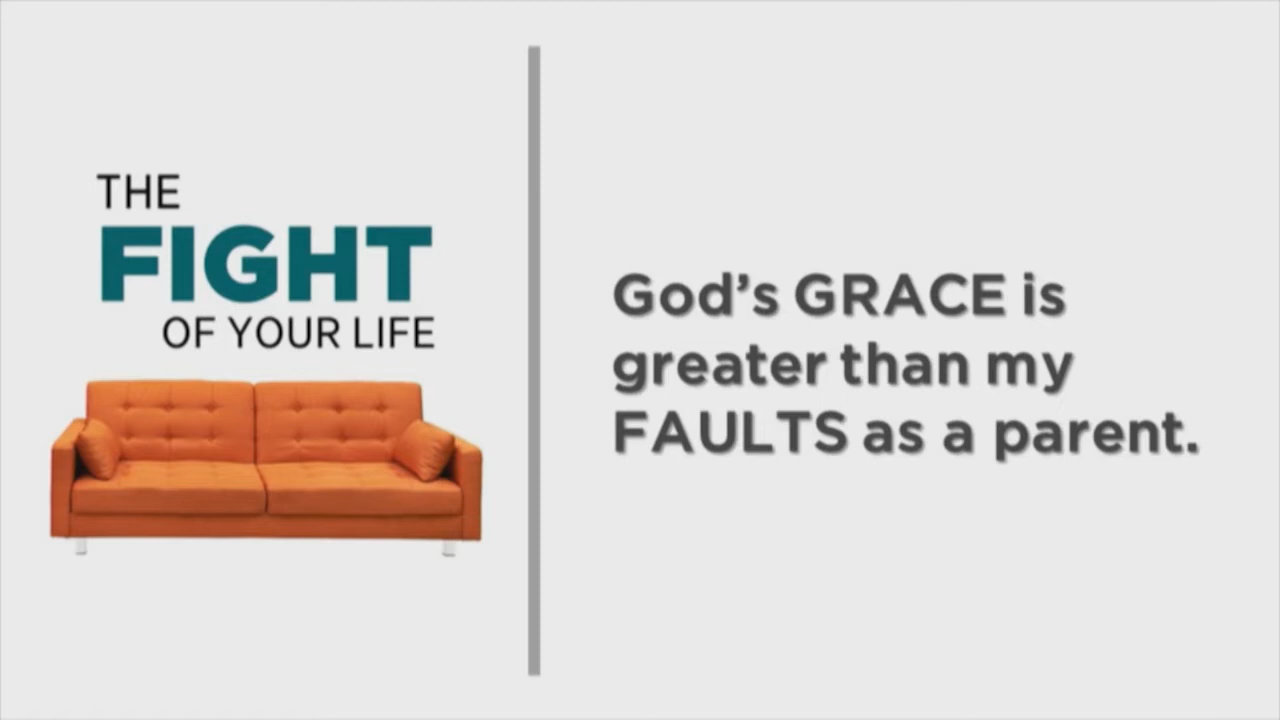 THE
FIGHT
OF YOUR LIFE
God’s GRACE is
greater than my
FAULTS as a parent.